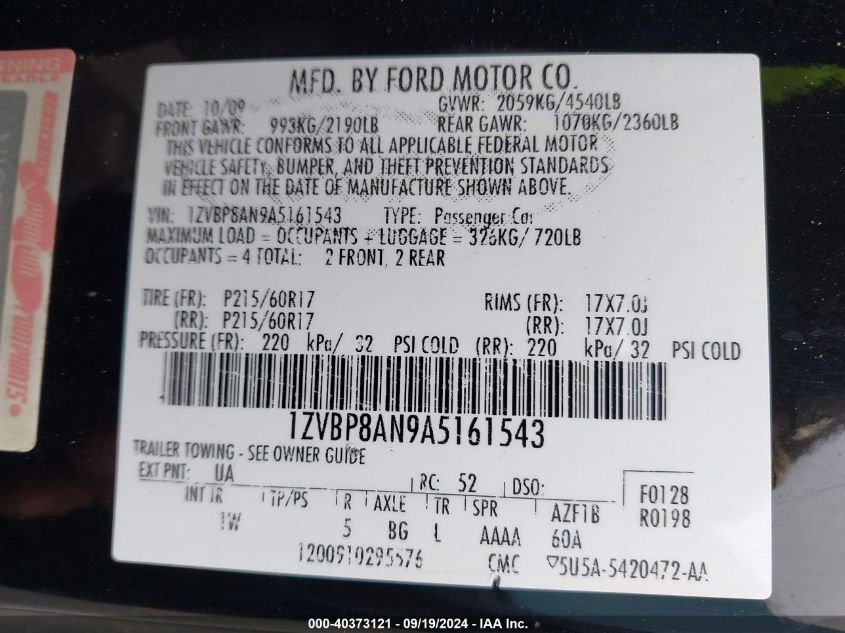 MFD. BY FORD MOTOR CO.
DATE: 10/09 GVWR: 2059KG/4540LB
FRONT GAWR: 993KG/2190LB REAR GAWR: 1070KG/2360LB
THIS VEHICLE CONFORMS TO ALL APPLICABLE FEDERAL MOTOR
VEHICLE SAFETY, BUMPER, AND THEFT PREVENTION STANDARDS
IN EFFECT ON THE DATE OF MANUFACTURE SHOWN ABOVE.
VIN: 1ZVBP8AN9A5161543 TYPE: Passenger Car
MAXIMUM LOAD = OCCUPANTS + LUGGAGE = 326KG/ 720LB
OCCUPANTS = 4 TOTAL: 2 FRONT, 2 REAR
TIRE (FR): P215/60R17 RIMS (FR): 17X7.0J
(RR): P215/60R17 (RR): 17X7.0J
PRESSURE (FR): 220 kPa/ 32 PSI COLD (RR): 220 kPa/ 32 PSI COLD
1ZVBP8AN9A5161543
TRAILER TOWING - SEE OWNER GUIDE
EXT PNT: UA RC: 52 DSO: F0128
INT TR TP/PS R AXLE TR SPR AZF1B R0198
1W 5 BG L AAAA 60A
CMC ▽5U5A-5420472-AA
000-40373121 - 09/19/2024 - IAA Inc.